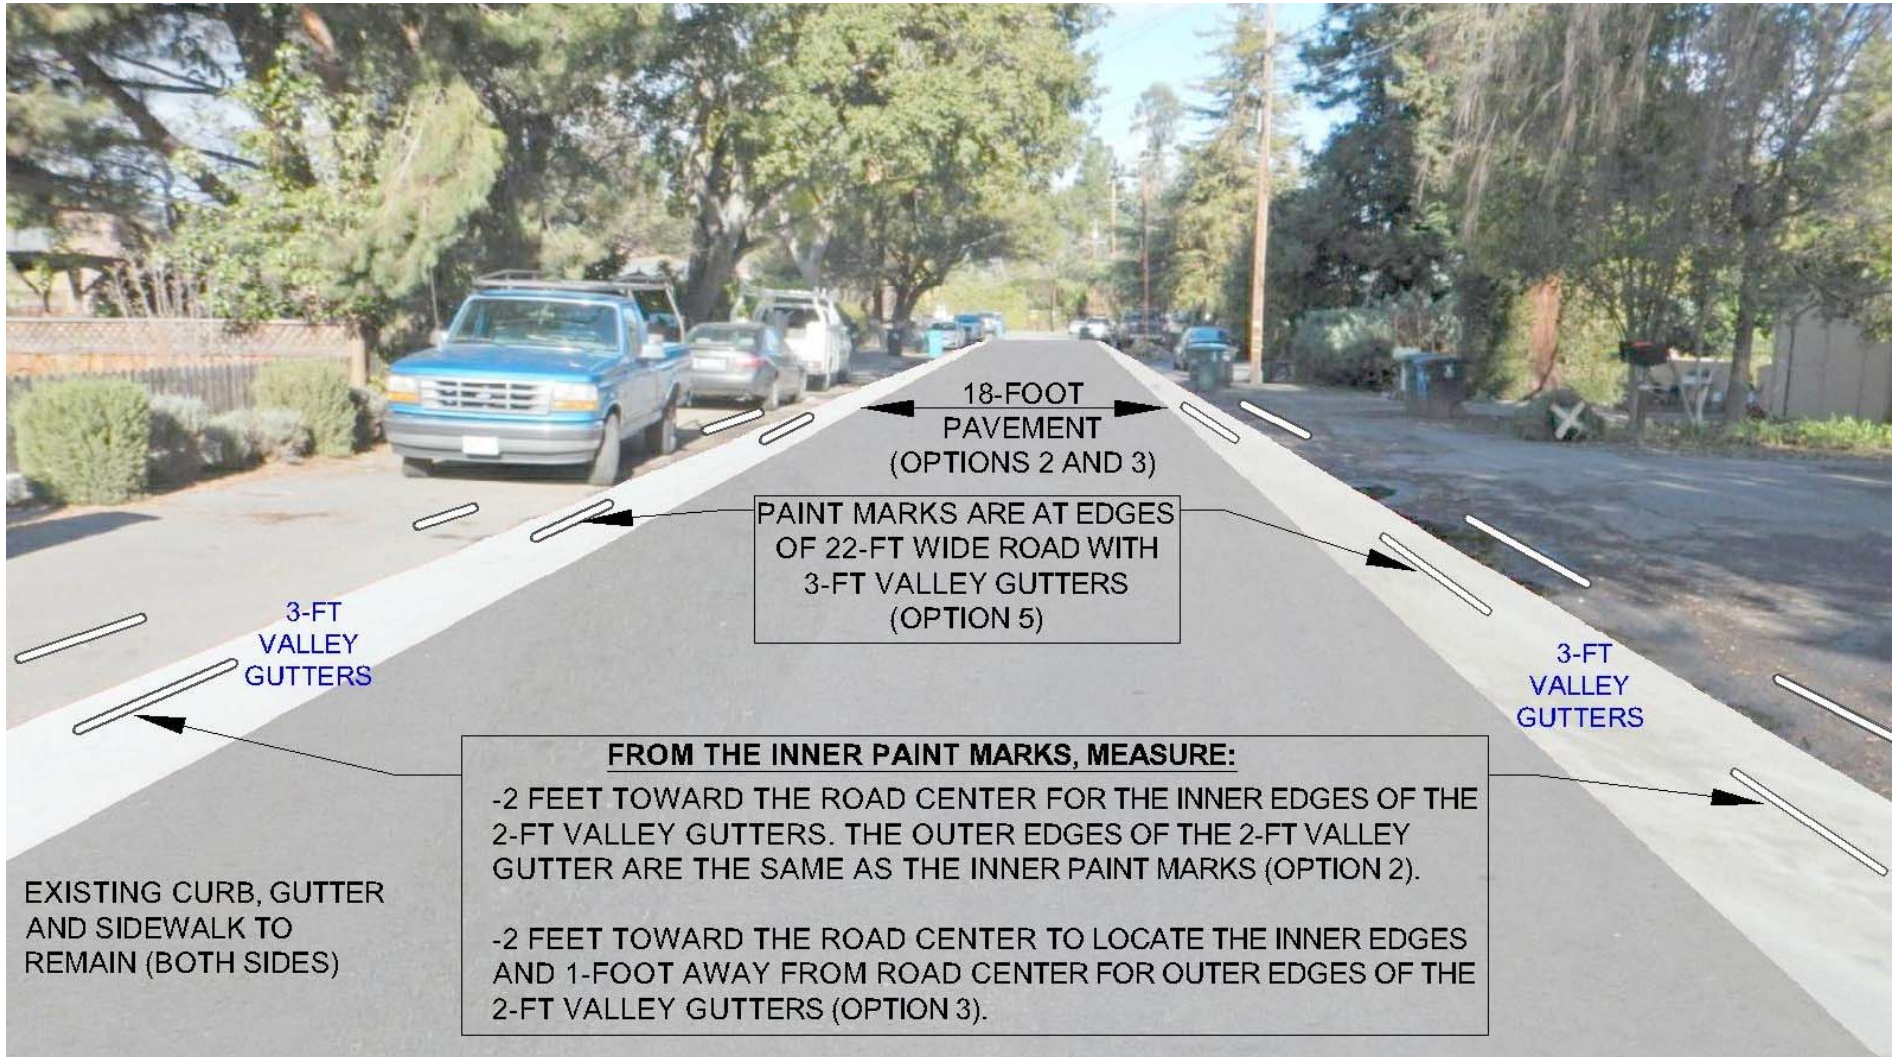 18-FOOT
PAVEMENT
(OPTIONS 2 AND 3)
PAINT MARKS ARE AT EDGES
OF 22-FT WIDE ROAD WITH
3-FT VALLEY GUTTERS
(OPTION 5)
3-FT
VALLEY
GUTTERS
3-FT
VALLEY
GUTTERS
FROM THE INNER PAINT MARKS, MEASURE:
-2 FEET TOWARD THE ROAD CENTER FOR THE INNER EDGES OF THE
2-FT VALLEY GUTTERS. THE OUTER EDGES OF THE 2-FT VALLEY
GUTTER ARE THE SAME AS THE INNER PAINT MARKS (OPTION 2).
-2 FEET TOWARD THE ROAD CENTER TO LOCATE THE INNER EDGES
AND 1-FOOT AWAY FROM ROAD CENTER FOR OUTER EDGES OF THE
2-FT VALLEY GUTTERS (OPTION 3).
EXISTING CURB, GUTTER
AND SIDEWALK TO
REMAIN (BOTH SIDES)